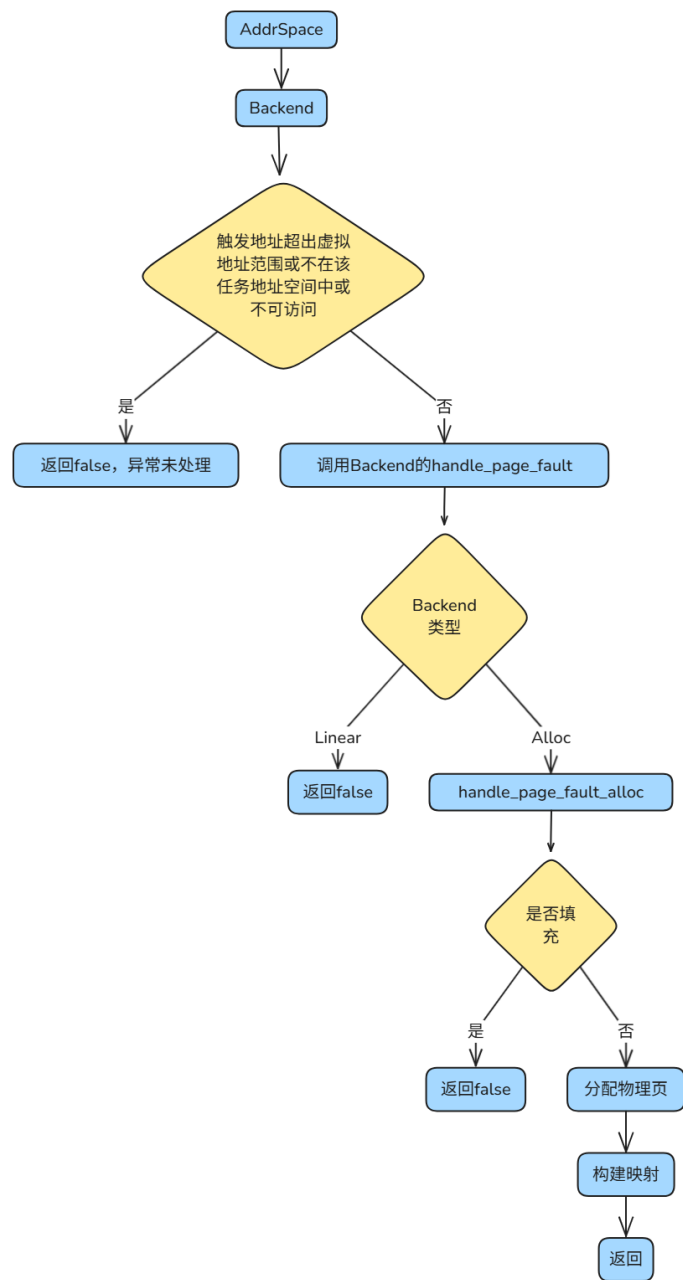 AddrSpace
Backend
触发地址超出虚拟
地址范围或不在该
任务地址空间中或
不可访问
是
否
返回false，异常未处理
调用Backend的handle_page_fault
Backend
类型
Linear
Alloc
返回false
handle_page_fault_alloc
是否填
充
是
否
返回false
分配物理页
构建映射
返回